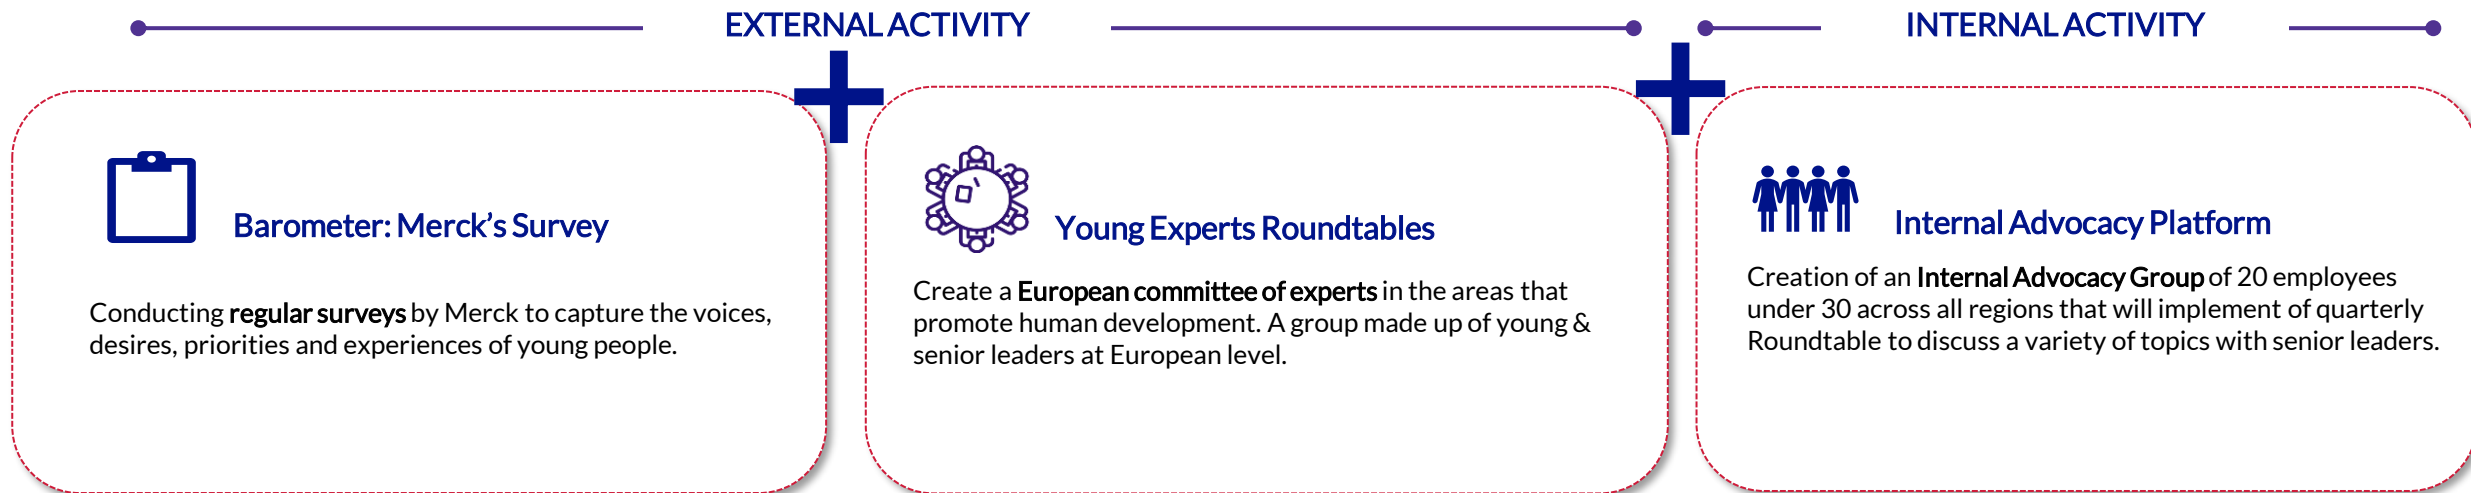 EXTERNAL ACTIVITY
INTERNAL ACTIVITY
Barometer: Merck's Survey
Conducting regular surveys by Merck to capture the voices,
desires, priorities and experiences of young people.
Young Experts Roundtables
Create a European committee of experts in the areas that
promote human development. A group made up of young &
senior leaders at European level.
Internal Advocacy Platform
Creation of an Internal Advocacy Group of 20 employees
under 30 across all regions that will implement of quarterly
Roundtable to discuss a variety of topics with senior leaders.